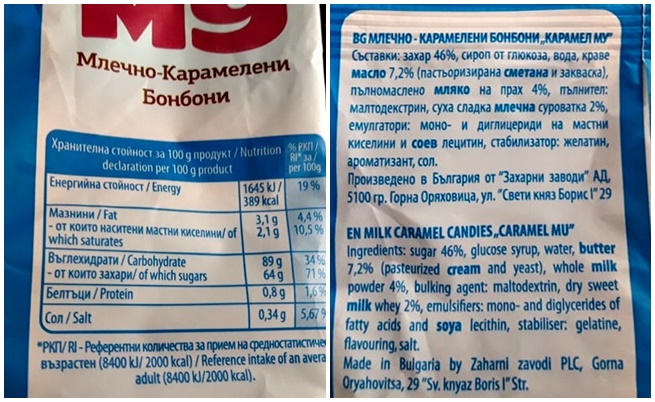 МУ
Млечно-Карамелени
Бонбони
Хранителна стойност за 100 g продукт / Nutrition
declaration per 100 g product
% РКП /
RI* за /
per 100g
Енергийна стойност / Energy
1645 kJ /
389 kcal
19 %
Мазнини / Fat
3,1 g
4,4 %
- от които наситени мастни киселини/ of
which saturates
2,1 g
10,5 %
Въглехидрати / Carbohydrate
89 g
34 %
- от които захари/ of which sugars
64 g
71 %
Белтъци / Protein
0,8 g
1,6 %
Сол / Salt
0,34 g
5,67 %
*РКП/ RI - Референтни количества за прием на средностатистиче
възрастен (8400 kJ/ 2000 kcal) / Reference intake of an avera
adult (8400 kJ/2000 kcal).
BG МЛЕЧНО - КАРАМЕЛЕНИ БОНБОНИ „КАРАМЕЛ МУ"
Съставки: захар 46%, сироп от глюкоза, вода, краве
масло 7,2% (пастьоризирана сметана и закваска),
пълномаслено мляко на прах 4%, пълнител:
малтодекстрин, суха сладка млечна суроватка 2%,
емулгатори: моно- и диглицериди на мастни
киселини и соев лецитин, стабилизатор: желатин,
ароматизант, сол.
Произведено в България от "Захарни заводи" АД,
5100 гр. Горна Оряховица, ул. "Свети княз Борис I" 29
EN MILK CARAMEL CANDIES „CARAMEL MU"
Ingredients: sugar 46%, glucose syrup, water, butter
7,2% (pasteurized cream and yeast), whole milk
powder 4%, bulking agent: maltodextrin, dry sweet
milk whey 2%, emulsifiers: mono- and diglycerides of
fatty acids and soya lecithin, stabiliser: gelatine,
flavouring, salt.
Made in Bulgaria by Zaharni zavodi PLC, Gorna
Oryahovitsa, 29 "Sv. knyaz Boris I" Str.